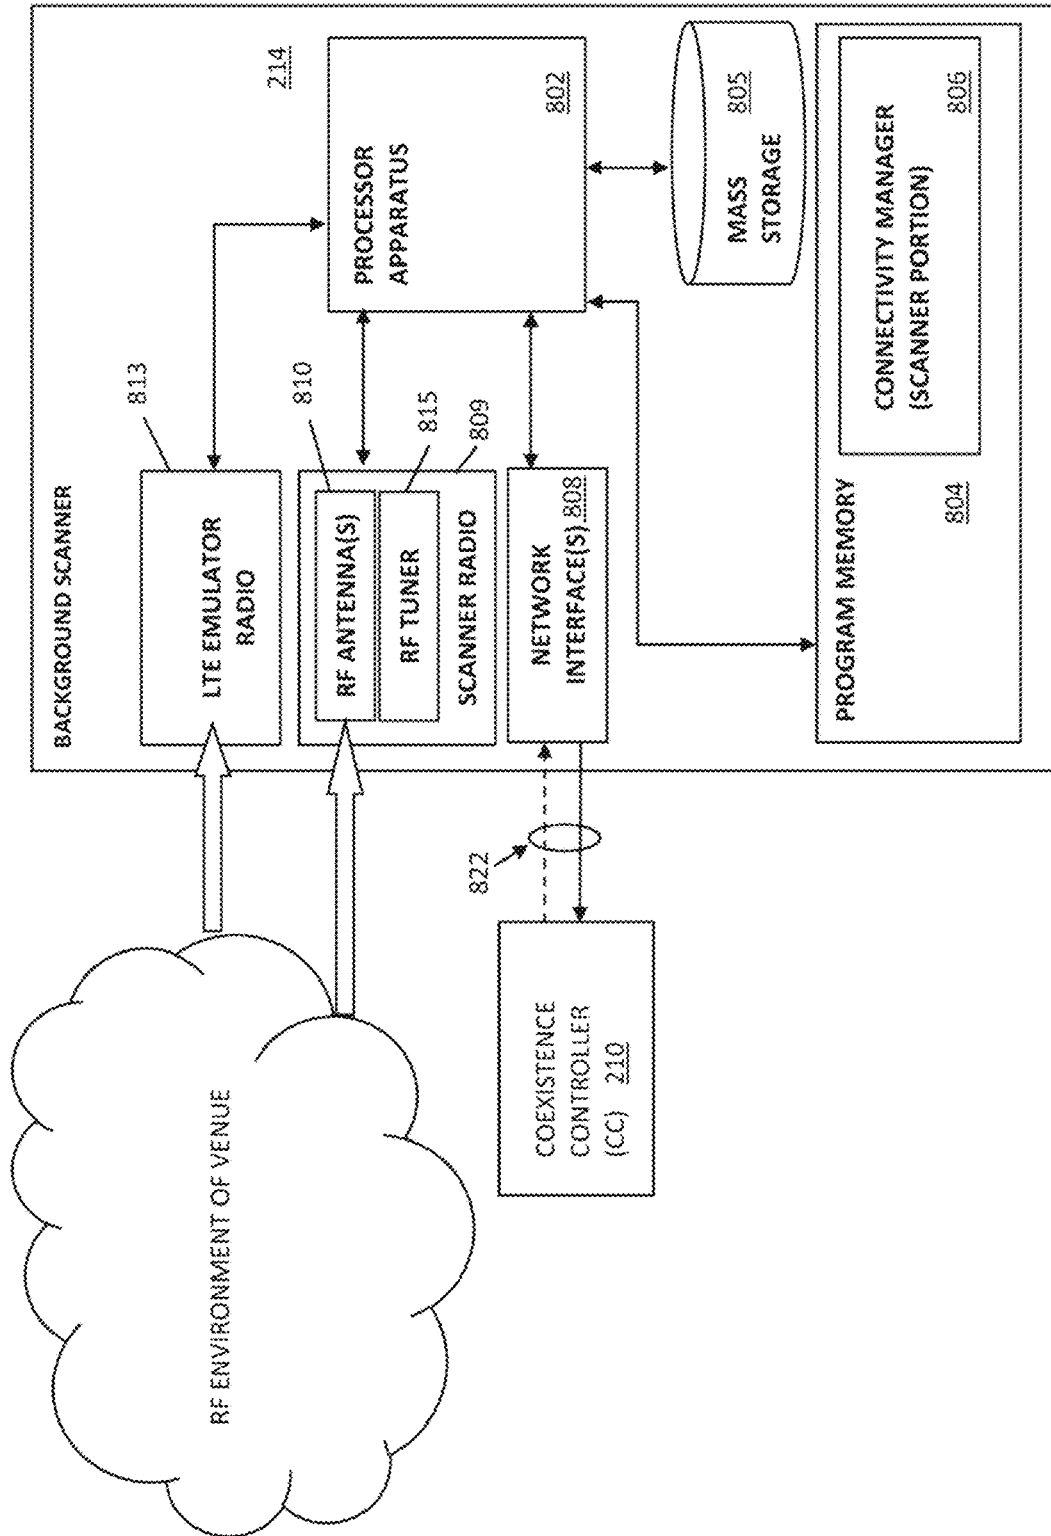 BACKGROUND SCANNER
214
813
LTE EMULATOR
RADIO
810
RF ANTENNA(S)
815
RF TUNER
809
SCANNER RADIO
PROCESSOR
APPARATUS
802
NETWORK
INTERFACE(S)
808
822
MASS
STORAGE
805
PROGRAM MEMORY
804
CONNECTIVITY MANAGER
(SCANNER PORTION)
806
RF ENVIRONMENT OF VENUE
COEXISTENCE
CONTROLLER
(CC) 210